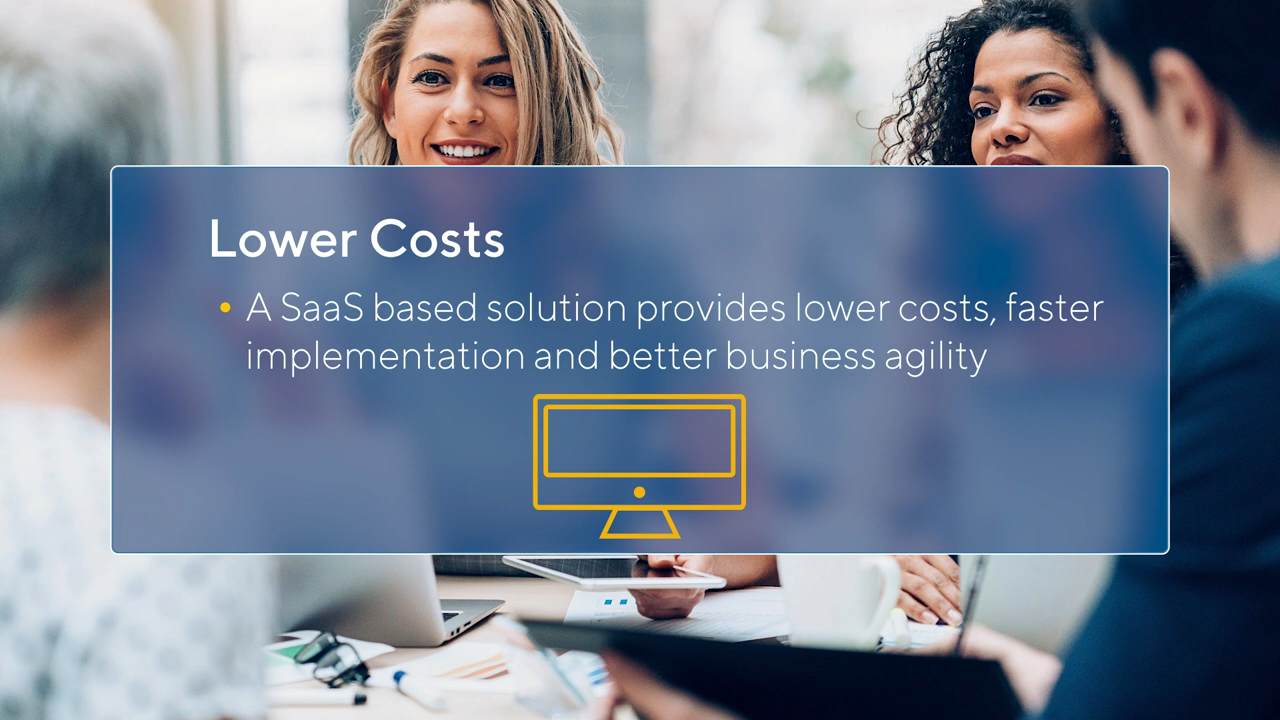 Lower Costs
• A SaaS based solution provides lower costs, faster
implementation and better business agility